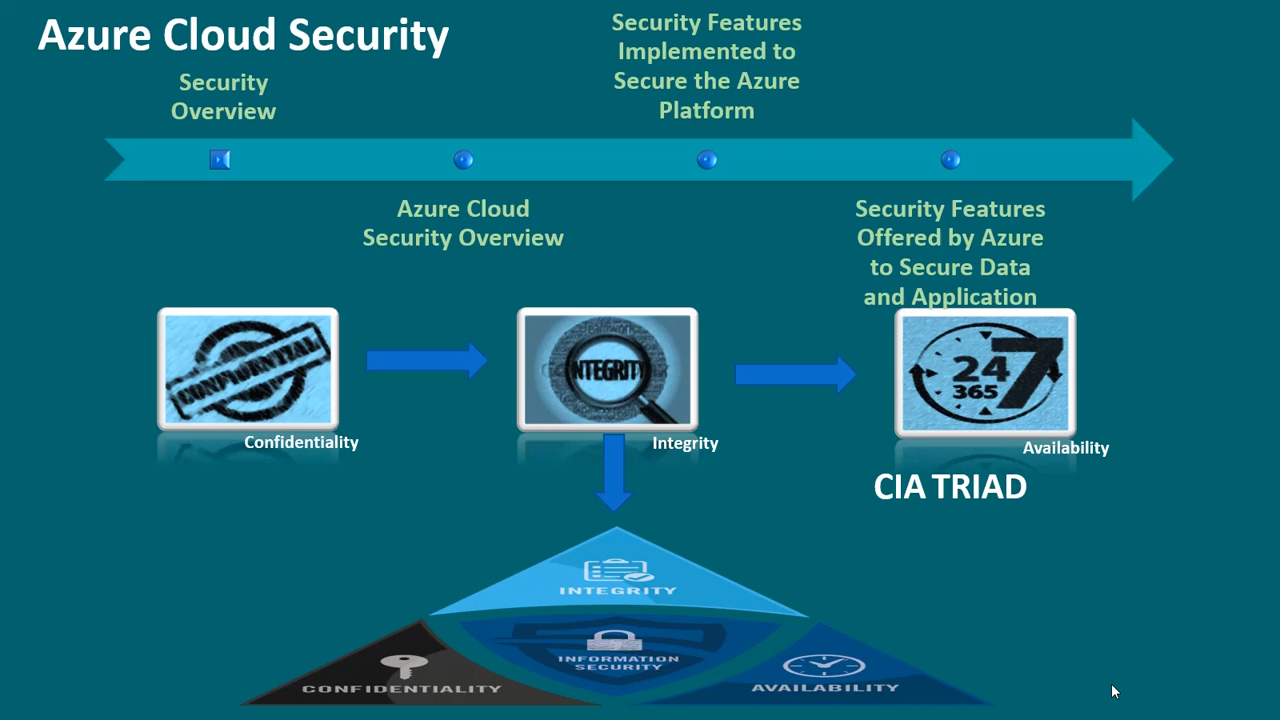 Azure Cloud Security
Security
Overview
Security Features
Implemented to
Secure the Azure
Platform
Azure Cloud
Security Overview
Security Features
Offered by Azure
to Secure Data
and Application
CONFIDENTIAL
Confidentiality
NTEGRITY
Integrity
24 7
365
Availability
CIA TRIAD
INTEGRITY
INFORMATION
SECURITY
CONFIDENTIALITY
AVAILABILITY